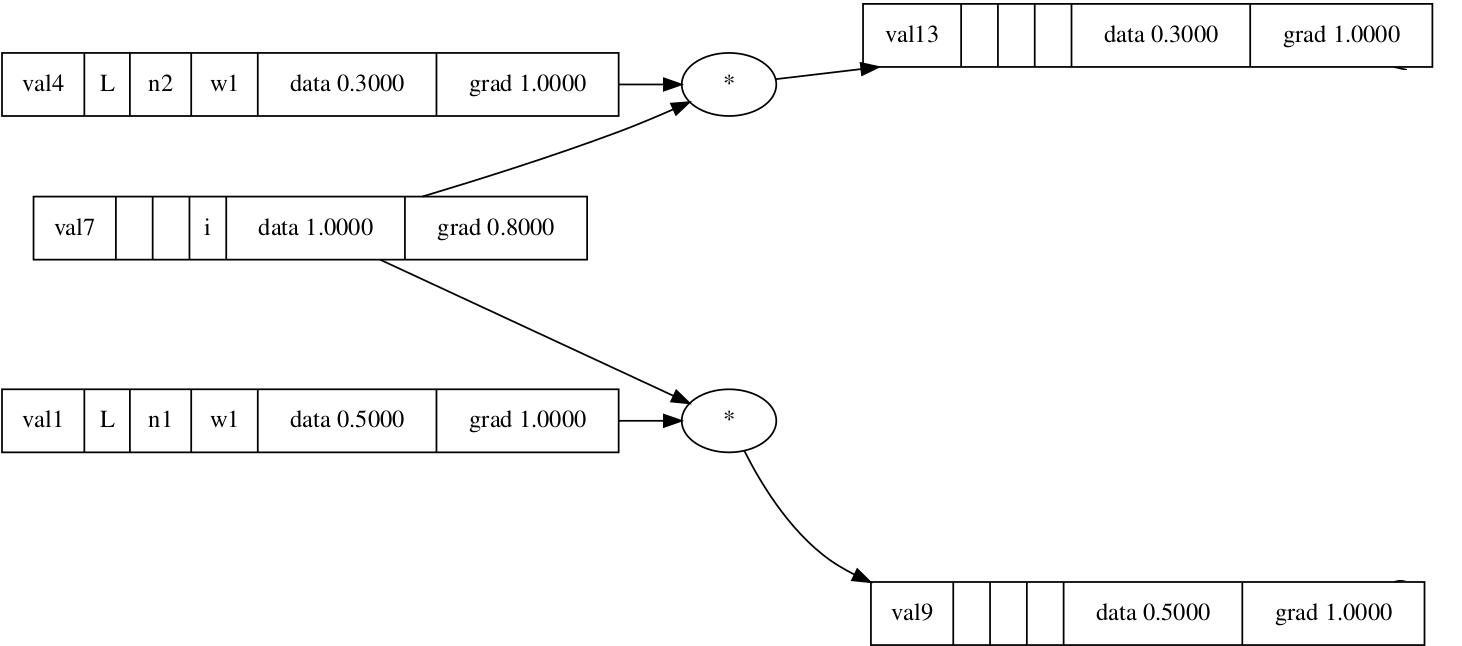 val13 data 0.3000 grad 1.0000
val4 L n2 w1 data 0.3000 grad 1.0000
*
val7 i data 1.0000 grad 0.8000
val1 L n1 w1 data 0.5000 grad 1.0000
*
val9 data 0.5000 grad 1.0000